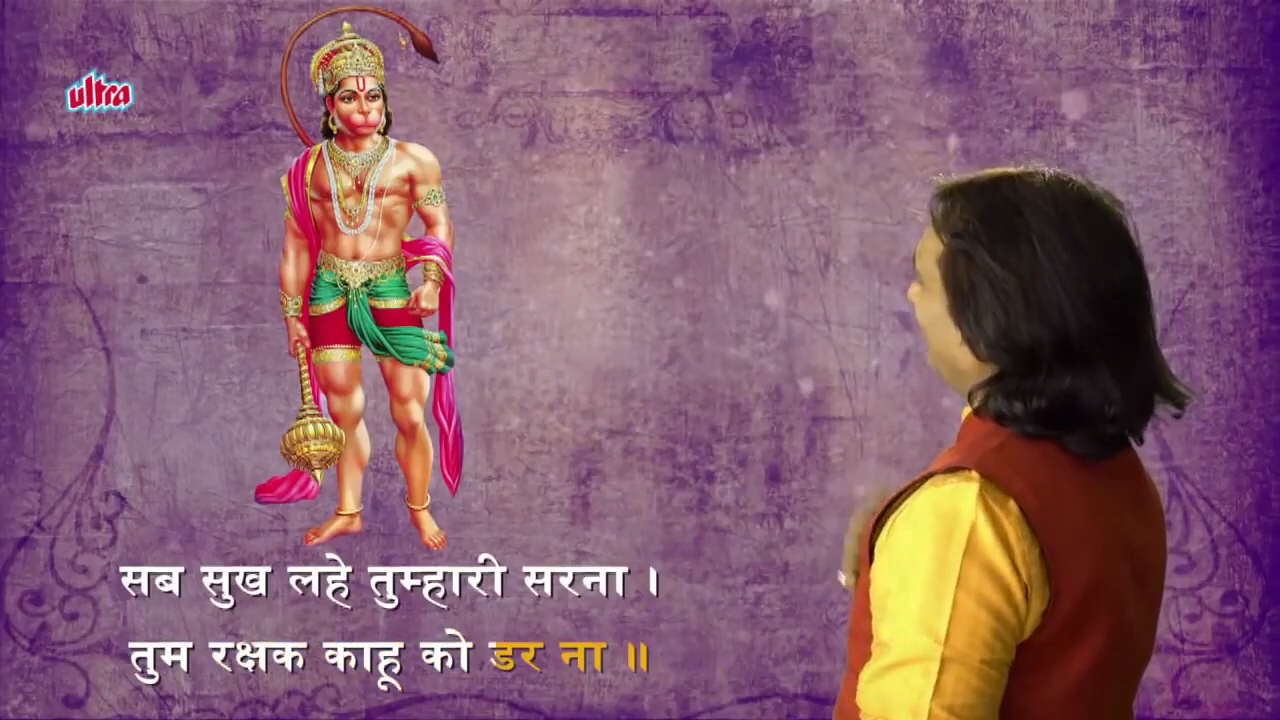 ultra
सब सुख लहे तुम्हारी सरना ।
तुम रक्षक काहू को डर ना ॥